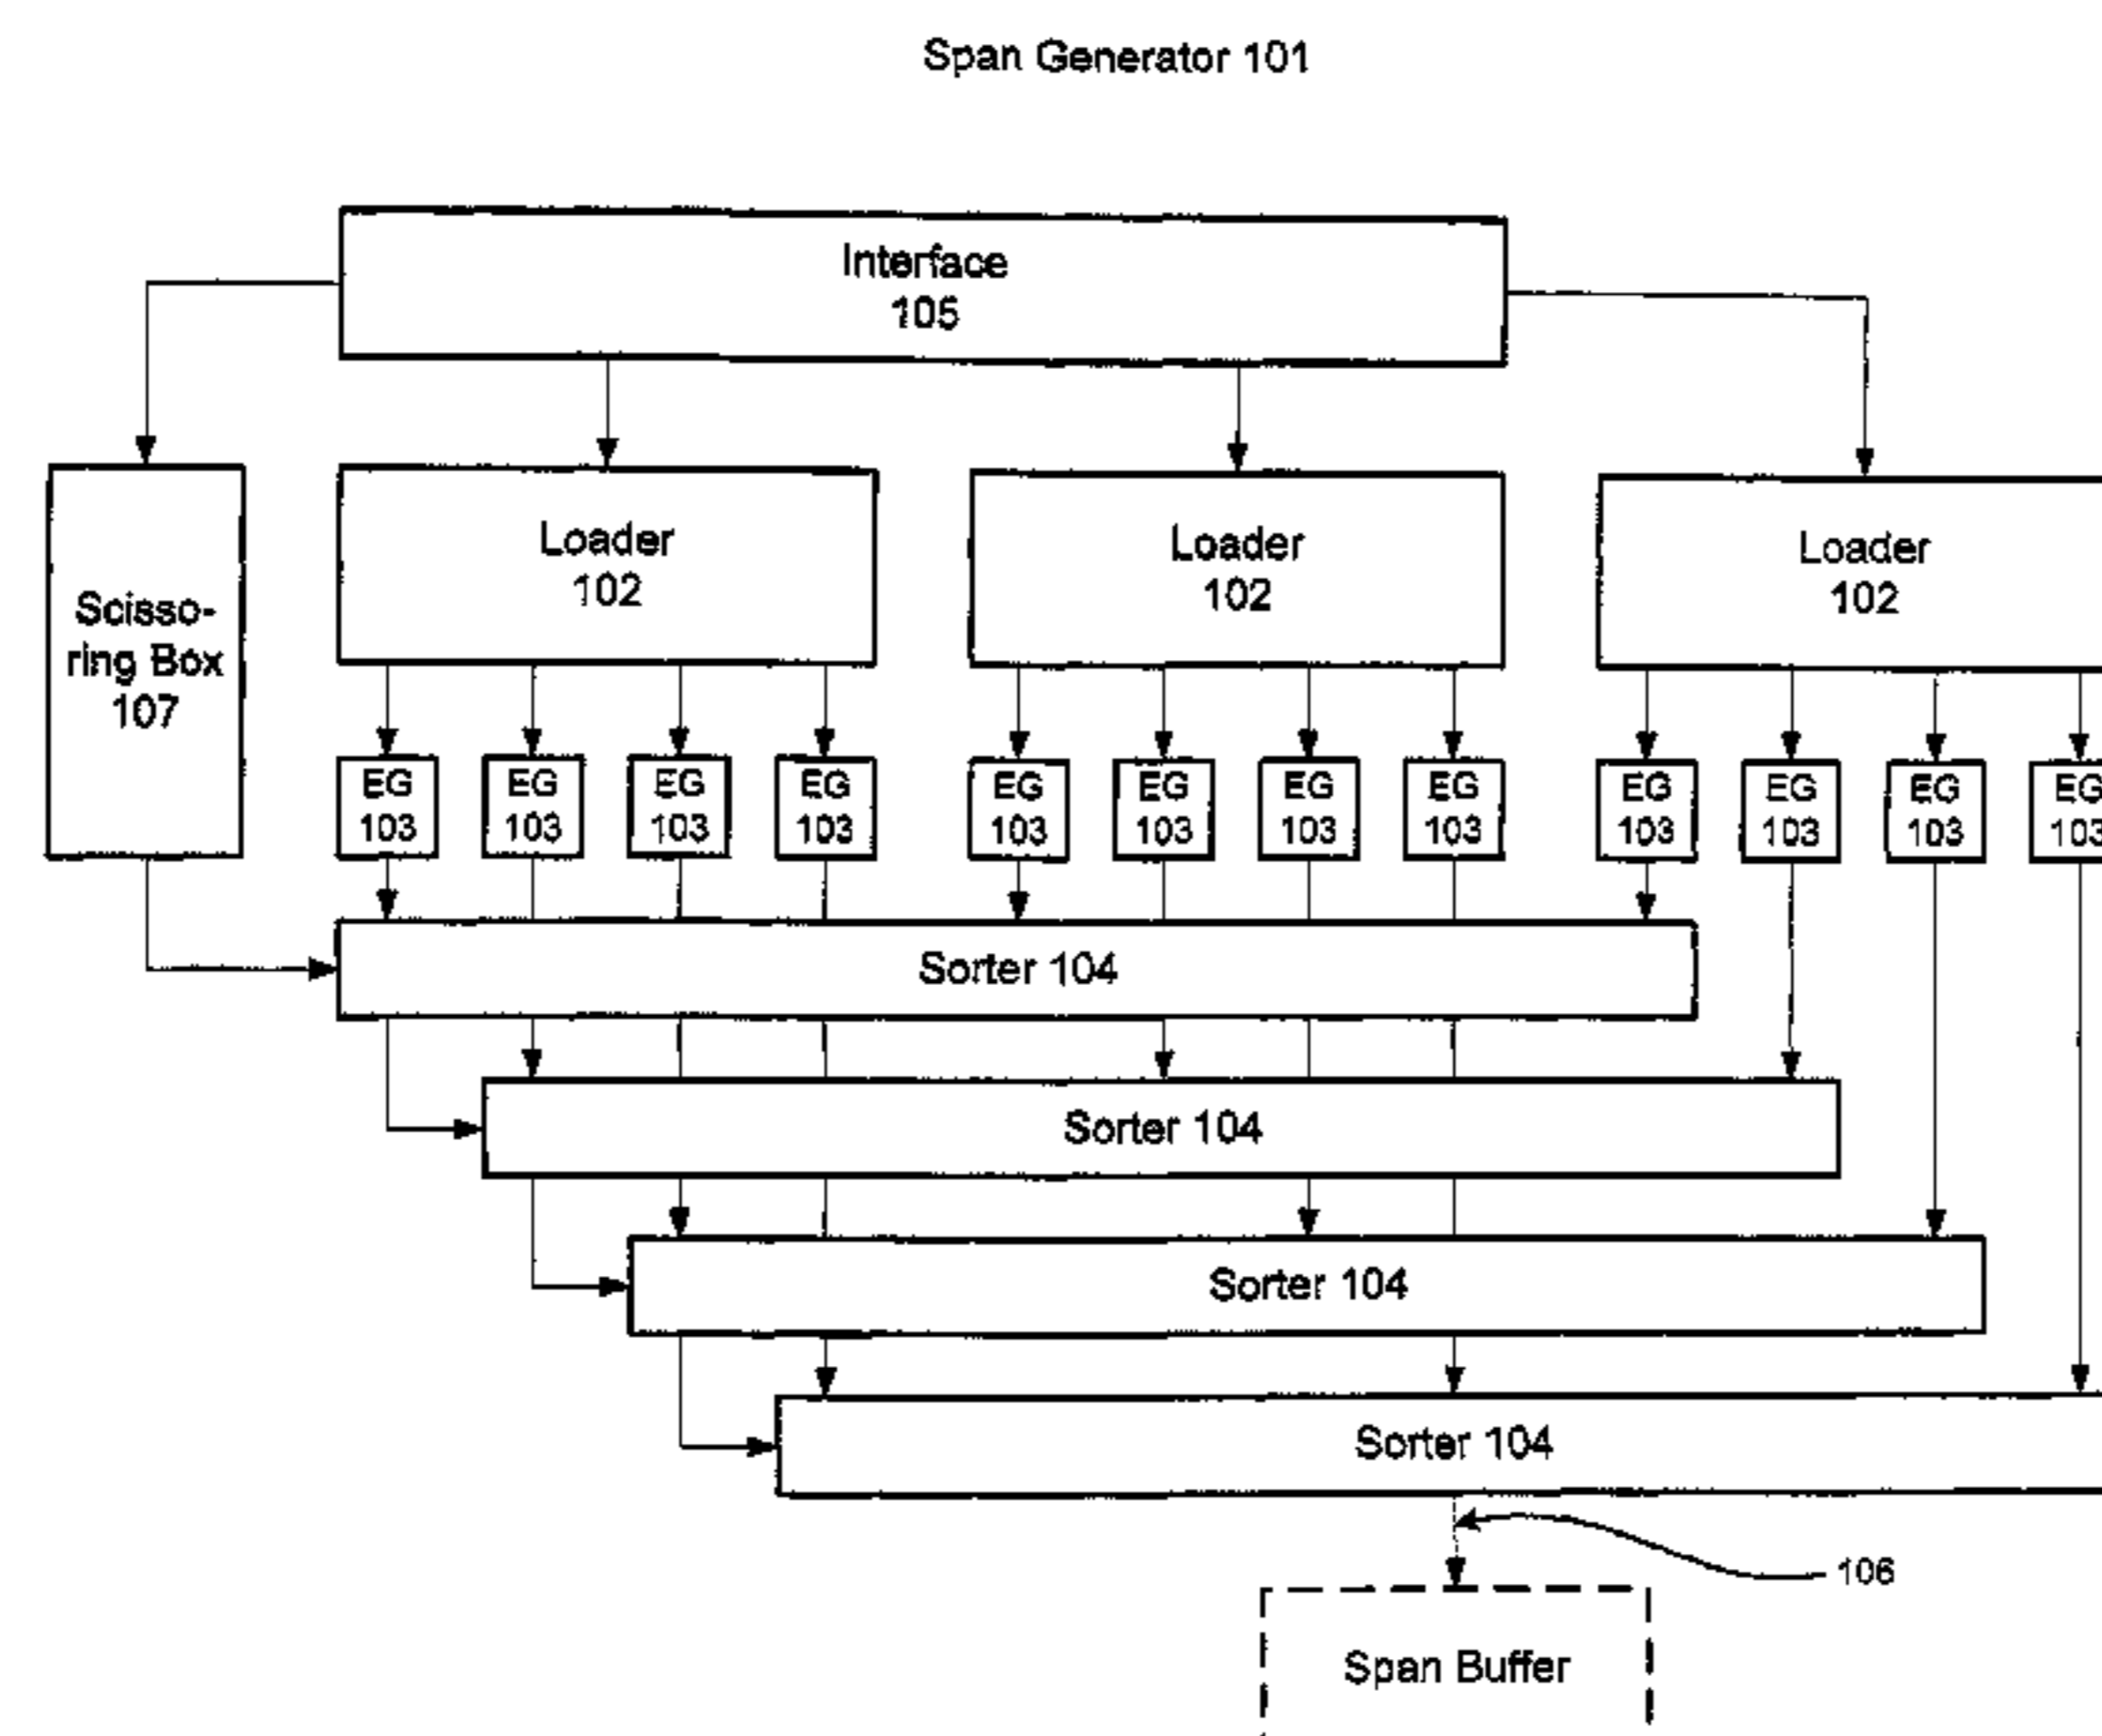 Span Generator 101
Interface
105
Loader
102
Loader
102
Loader
102
Scisso-
ring Box
107
EG
103
EG
103
EG
103
EG
103
EG
103
EG
103
EG
103
EG
103
EG
103
EG
103
EG
103
EG
103
Sorter 104
Sorter 104
Sorter 104
Sorter 104
106
Span Buffer